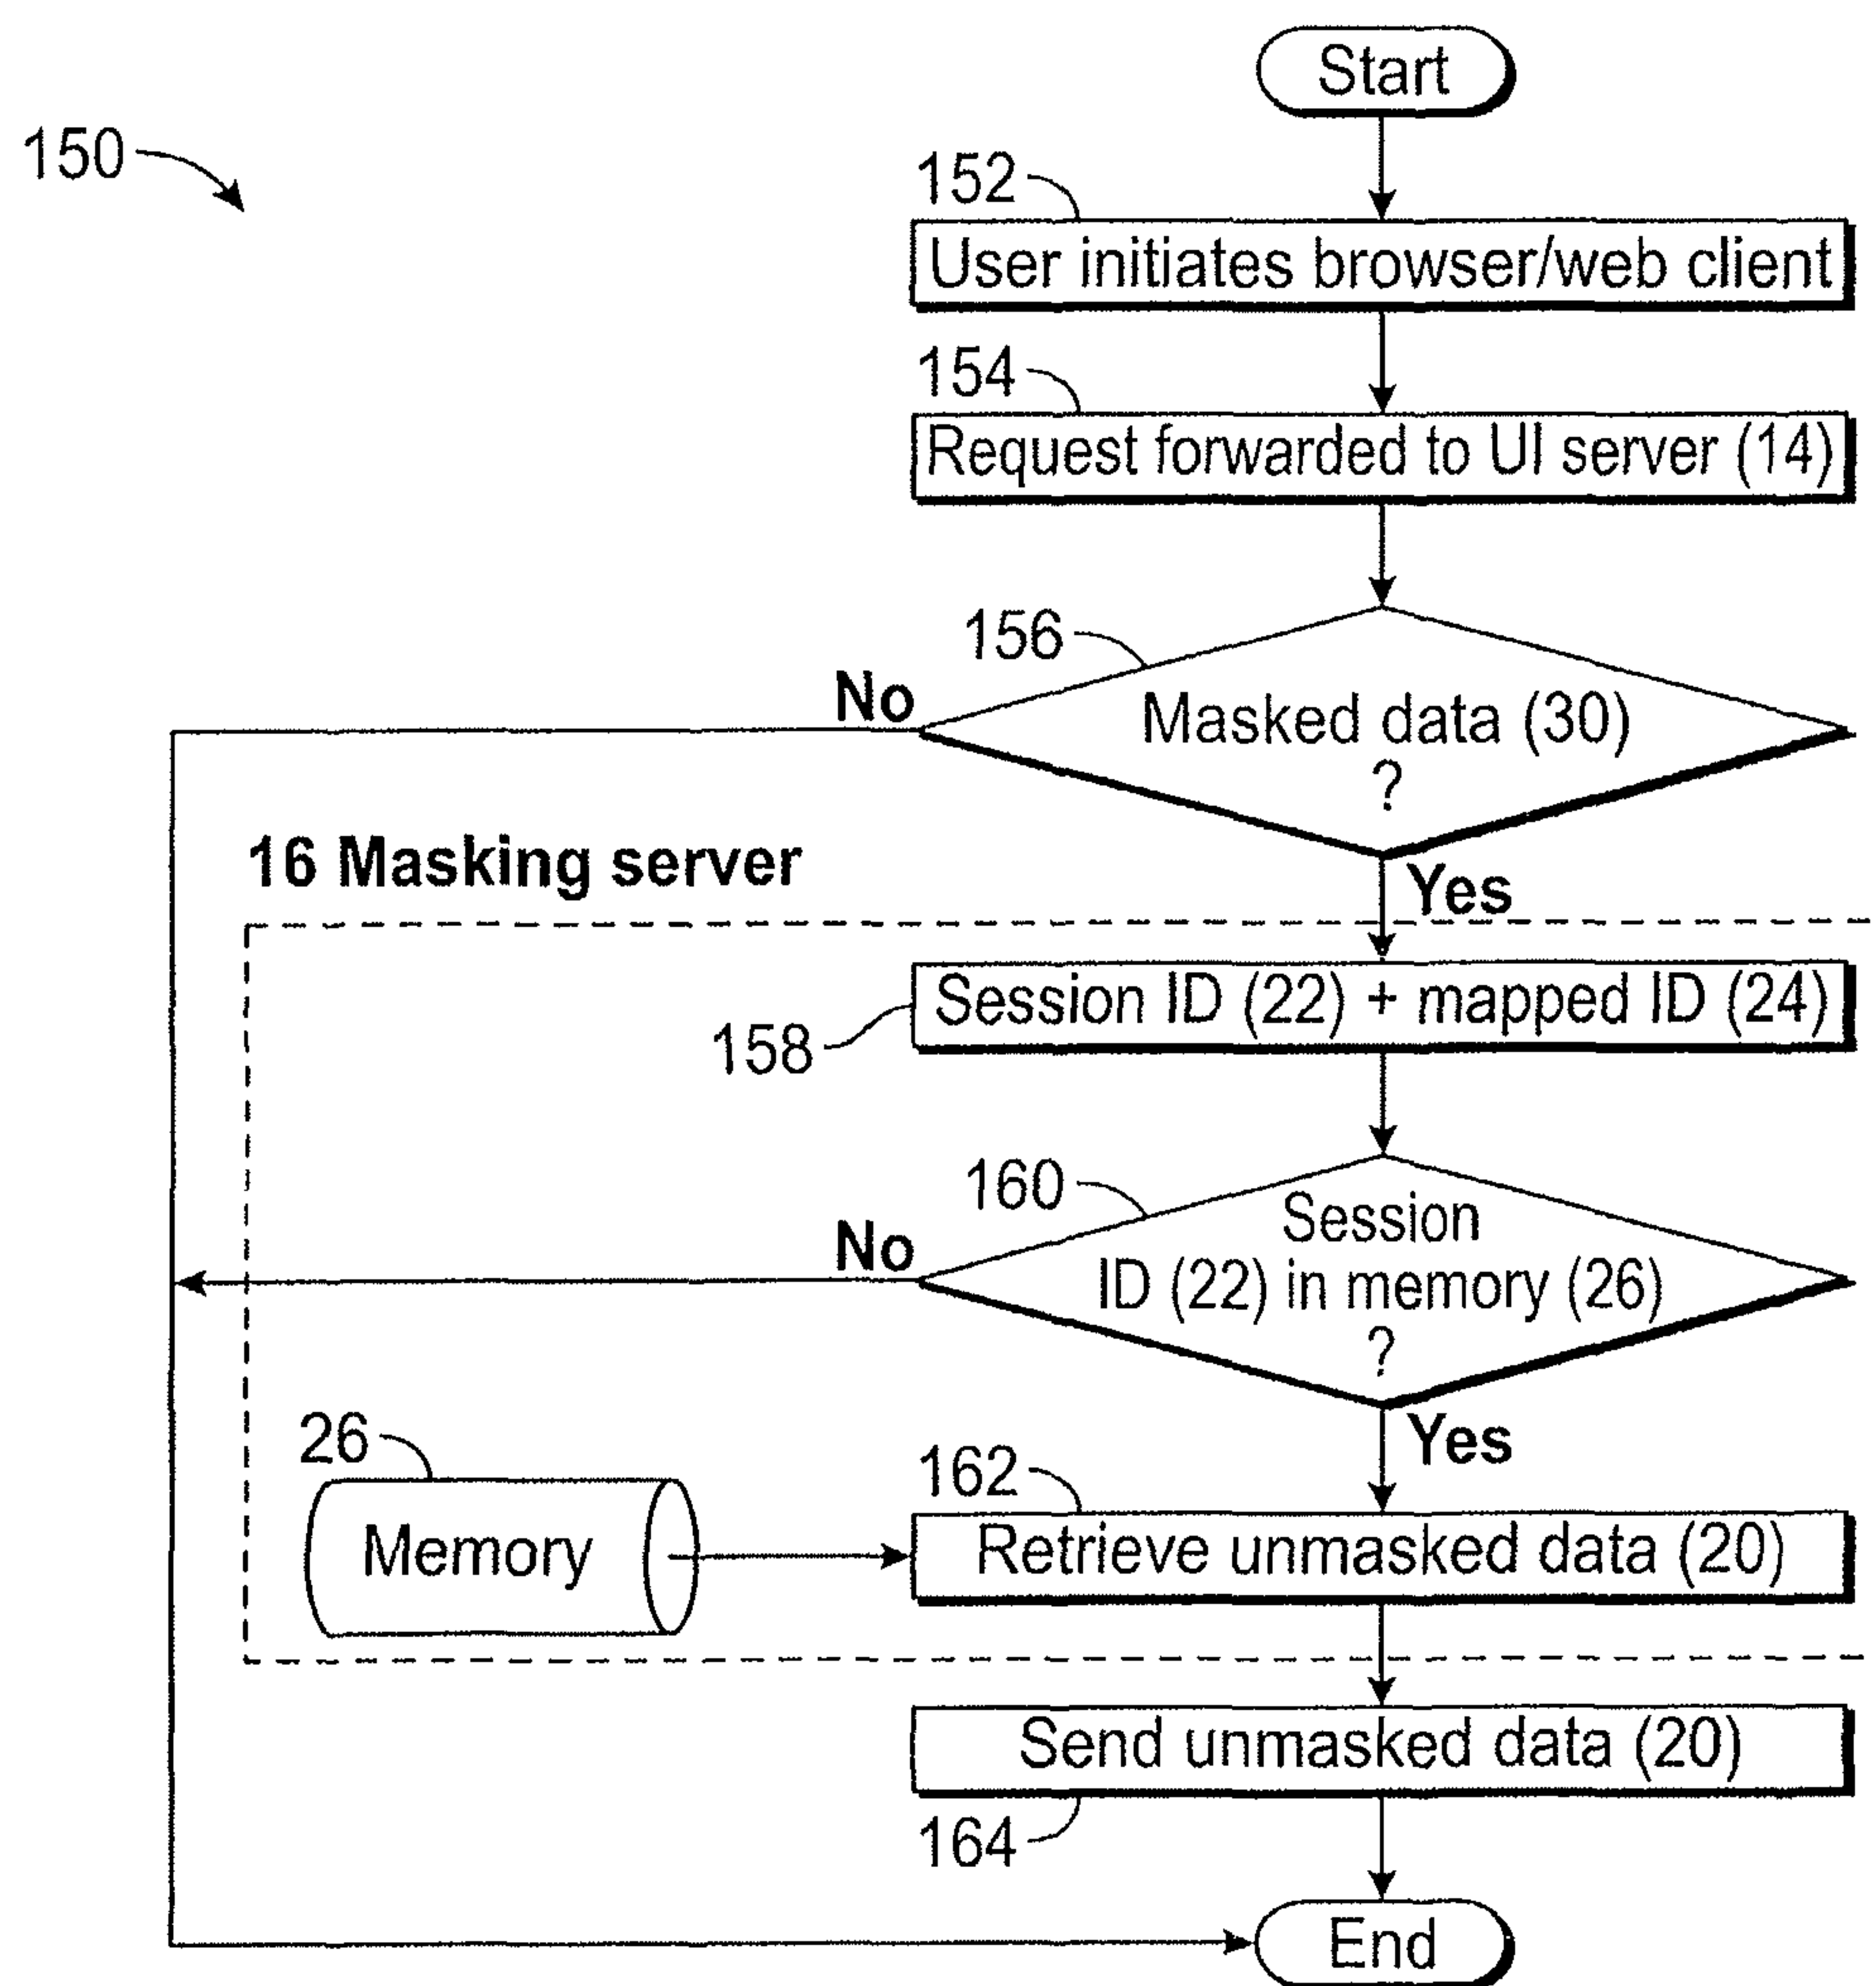 Start
150
152
User initiates browser/web client
154
Request forwarded to UI server (14)
156
No
Masked data (30)
?
16 Masking server
Yes
Session ID (22) + mapped ID (24)
158
160
Session
No
ID (22) in memory (26)
?
Yes
26
162
Memory
Retrieve unmasked data (20)
Send unmasked data (20)
164
End